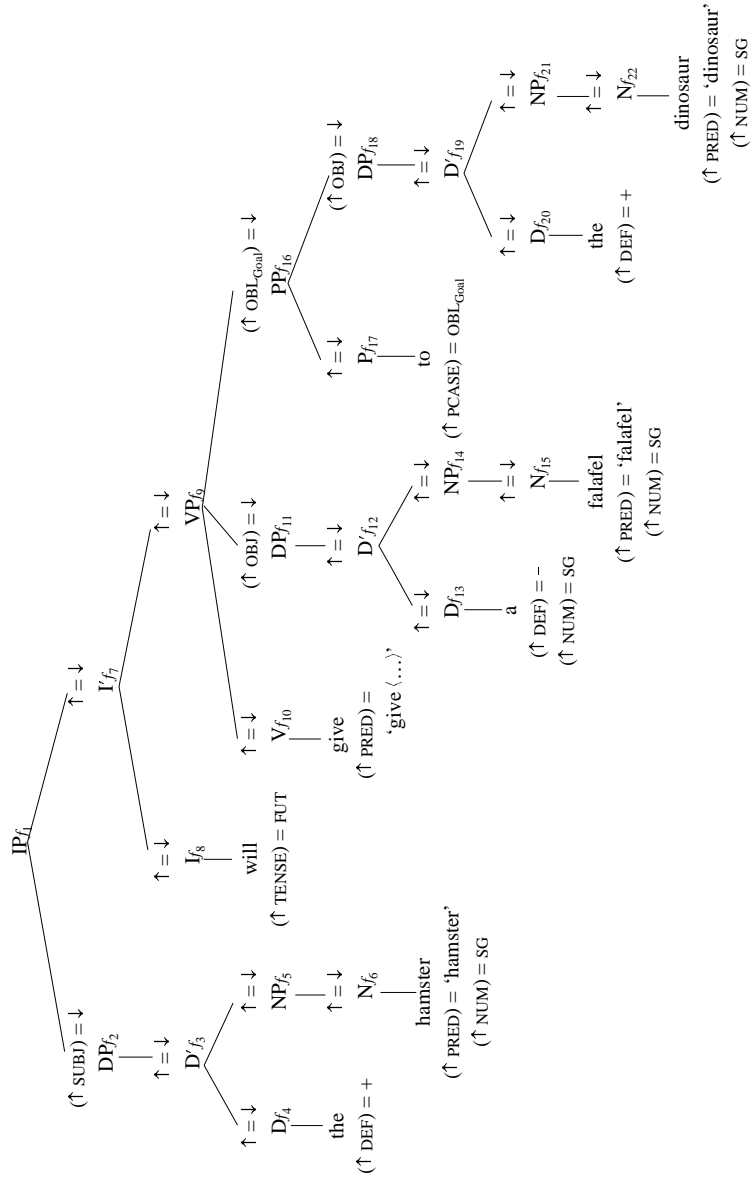 IPf1
(↑ SUBJ) = ↓
↑ = ↓
DPf2
I′f7
↑ = ↓
↑ = ↓
↑ = ↓
D′f3
If8
VPf9
will
(↑ TENSE) = FUT
↑ = ↓
↑ = ↓
↑ = ↓
(↑ OBJ) = ↓
(↑ OBLGoal) = ↓
Df4
NPf5
Vf10
DPf11
PPf16
the
(↑ DEF) = +
↑ = ↓
Nf6
give
(↑ PRED) =
‘give ⟨…⟩’
↑ = ↓
D′f12
↑ = ↓
(↑ OBJ) = ↓
Pf17
DPf18
hamster
(↑ PRED) = ‘hamster’
(↑ NUM) = SG
↑ = ↓
↑ = ↓
to
(↑ PCASE) = OBLGoal
↑ = ↓
Df13
NPf14
D′f19
a
(↑ DEF) = −
(↑ NUM) = SG
↑ = ↓
Nf15
↑ = ↓
↑ = ↓
Df20
NPf21
falafel
(↑ PRED) = ‘falafel’
(↑ NUM) = SG
the
(↑ DEF) = +
↑ = ↓
Nf22
dinosaur
(↑ PRED) = ‘dinosaur’
(↑ NUM) = SG